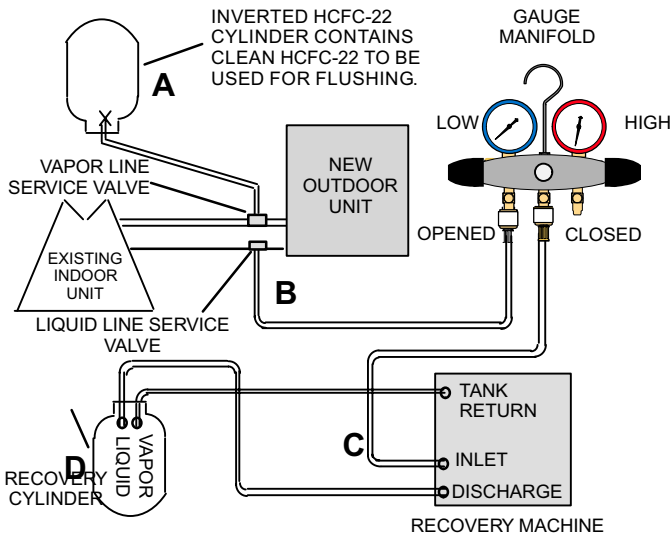 INVERTED HCFC-22
CYLINDER CONTAINS
CLEAN HCFC-22 TO BE
USED FOR FLUSHING.
A
GAUGE
MANIFOLD
LOW
HIGH
VAPOR LINE
SERVICE VALVE
NEW
OUTDOOR
UNIT
OPENED
CLOSED
EXISTING
INDOOR
UNIT
B
LIQUID LINE SERVICE
VALVE
TANK
RETURN
C
INLET
DISCHARGE
LIQUID
VAPOR
D
RECOVERY
CYLINDER
RECOVERY MACHINE